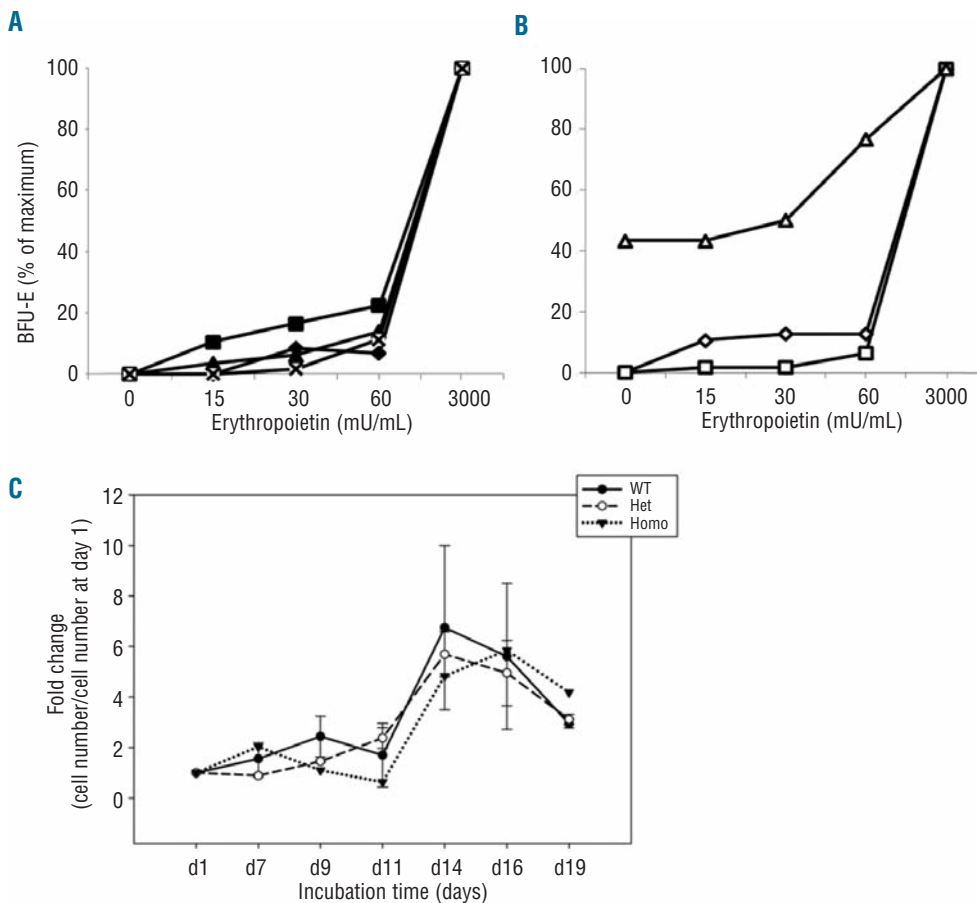 A
BFU-E (% of maximum)
100
80
60
40
20
0
0 15 30 60 3000
Erythropoietin (mU/mL)
B
100
80
60
40
20
0
0 15 30 60 3000
Erythropoietin (mU/mL)
C
Fold change
(cell number/cell number at day 1)
12
10
8
6
4
2
0
WT
Het
Homo
d1 d7 d9 d11 d14 d16 d19
Incubation time (days)